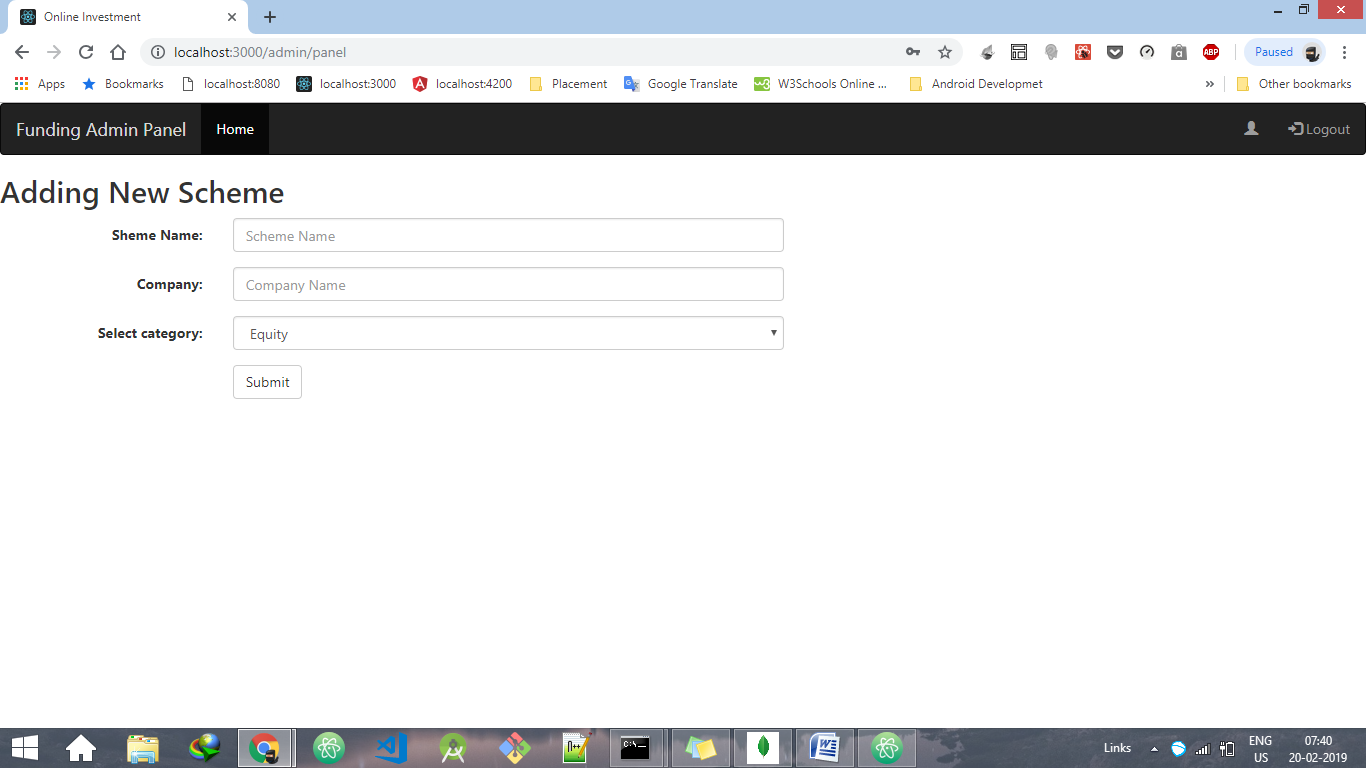 Online Investment
localhost:3000/admin/panel
ABP
Paused
Apps
Bookmarks
localhost:8080
localhost:3000
localhost:4200
Placement
Google Translate
W3Schools Online ...
Android Developmet
»
Other bookmarks
Funding Admin Panel
Home
Logout
Adding New Scheme
Sheme Name:
Scheme Name
Company:
Company Name
Select category:
Equity
Submit
Links
ENG
US
07:40
20-02-2019